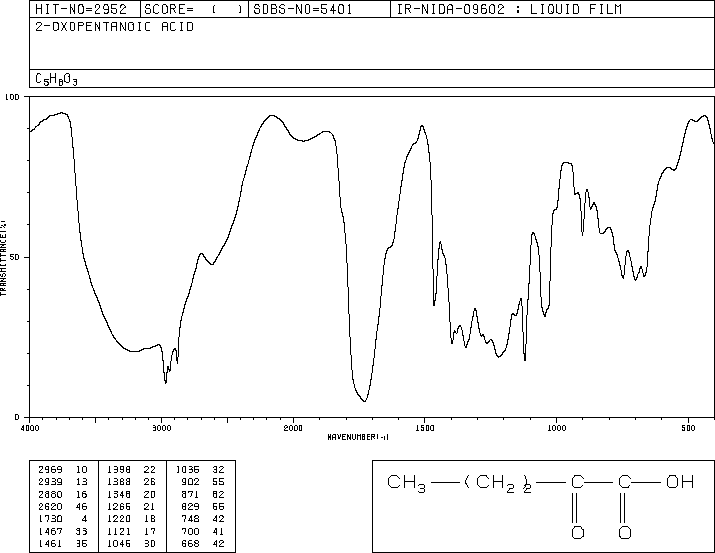 HIT-NO=2952 SCORE= ( ) SDBS-NO=5401 IR-NIDA-09602 : LIQUID FILM
2-OXOPENTANOIC ACID
C5H8O3
100
50
0
TRANSMITTANCE(%)
4000 3000 2000 1500 1000 500
WAVENUMBER(-1)
2969 10 1398 22 1036 32
2939 13 1388 26 902 55
2880 16 1348 20 871 62
2620 46 1266 21 829 55
1730 4 1220 18 748 42
1467 33 1121 17 700 41
1461 35 1046 30 668 42
CH3 (CH2)2 C C OH
O O